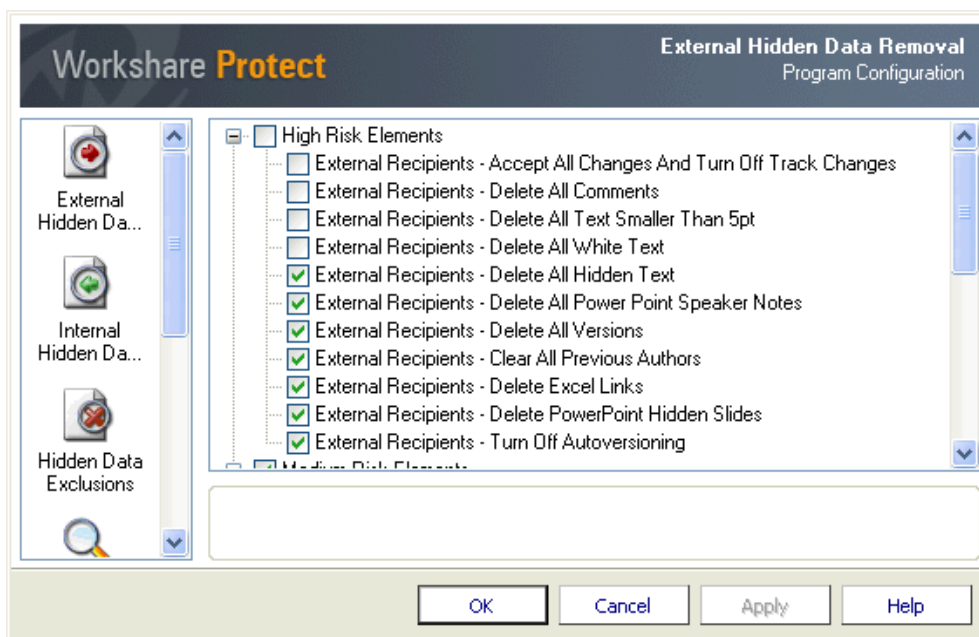 Workshare Protect
External Hidden Data Removal
Program Configuration
External
Hidden Da...
Internal
Hidden Da...
Hidden Data
Exclusions
High Risk Elements
External Recipients - Accept All Changes And Turn Off Track Changes
External Recipients - Delete All Comments
External Recipients - Delete All Text Smaller Than 5pt
External Recipients - Delete All White Text
External Recipients - Delete All Hidden Text
External Recipients - Delete All Power Point Speaker Notes
External Recipients - Delete All Versions
External Recipients - Clear All Previous Authors
External Recipients - Delete Excel Links
External Recipients - Delete PowerPoint Hidden Slides
External Recipients - Turn Off Autoversioning
Medium Risk Elements
OK
Cancel
Apply
Help